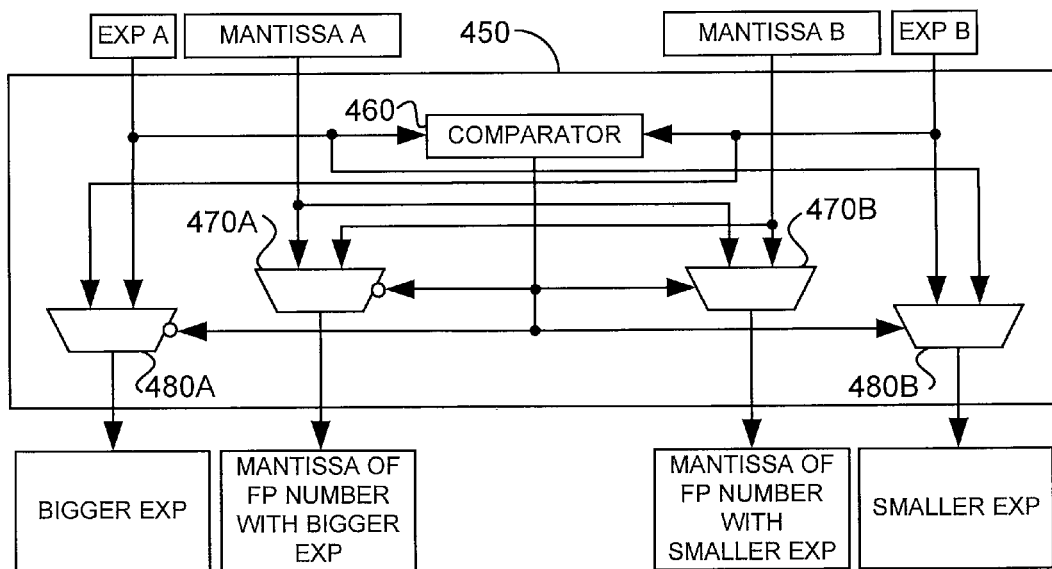 EXP A
MANTISSA A
450
MANTISSA B
EXP B
460
COMPARATOR
470A
470B
480A
480B
BIGGER EXP
MANTISSA OF
FP NUMBER
WITH BIGGER
EXP
MANTISSA OF
FP NUMBER
WITH
SMALLER EXP
SMALLER EXP